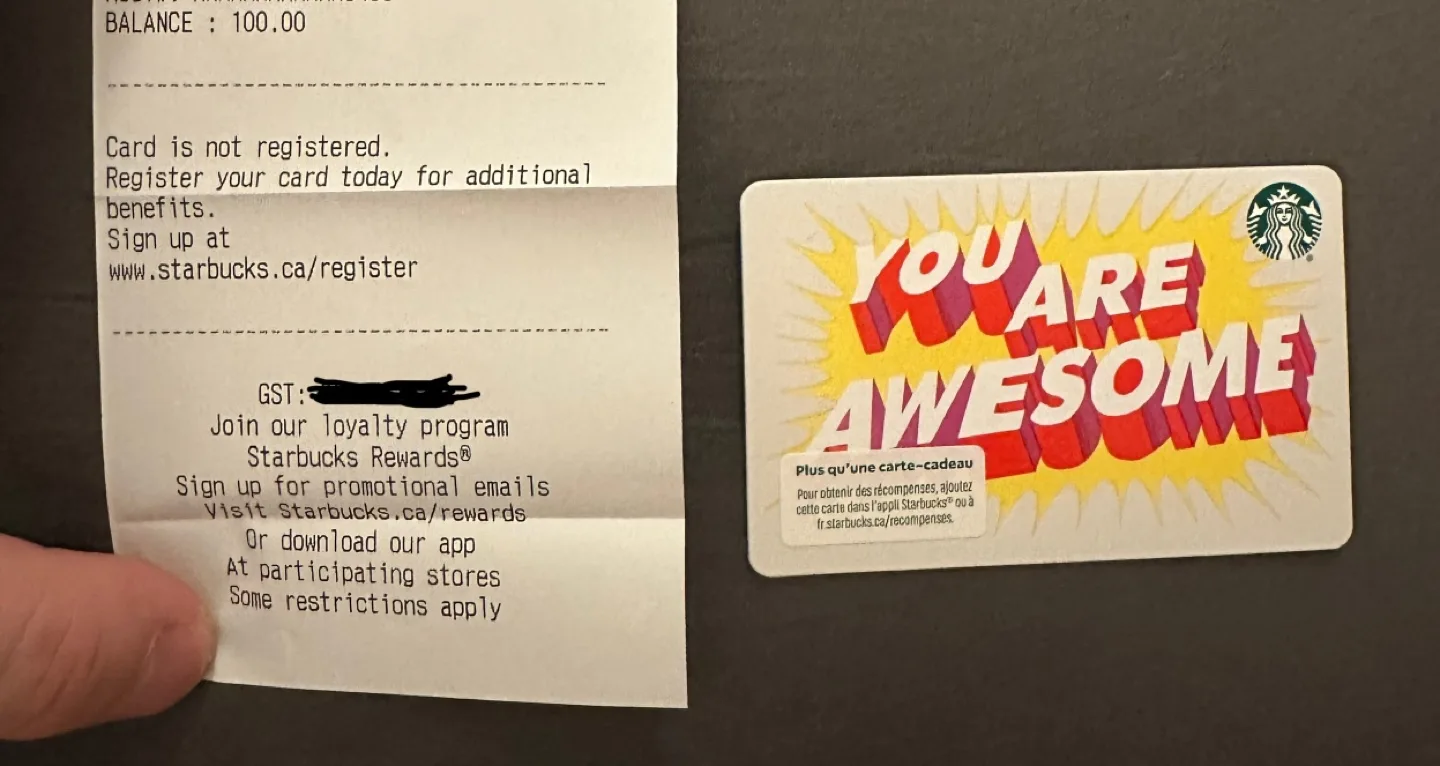 BALANCE : 100.00
Card is not registered.
Register your card today for additional
benefits.
Sign up at
www.starbucks.ca/register
GST:
Join our loyalty program
Starbucks Rewards®
Sign up for promotional emails
Visit Starbucks.ca/rewards
Or download our app
At participating stores
Some restrictions apply
YOU
ARE
AWESOME
Plus qu'une carte-cadeau
Pour obtenir des récompenses, ajoutez
cette carte dans l'appli Starbucks® ou à
fr.starbucks.ca/recompenses.